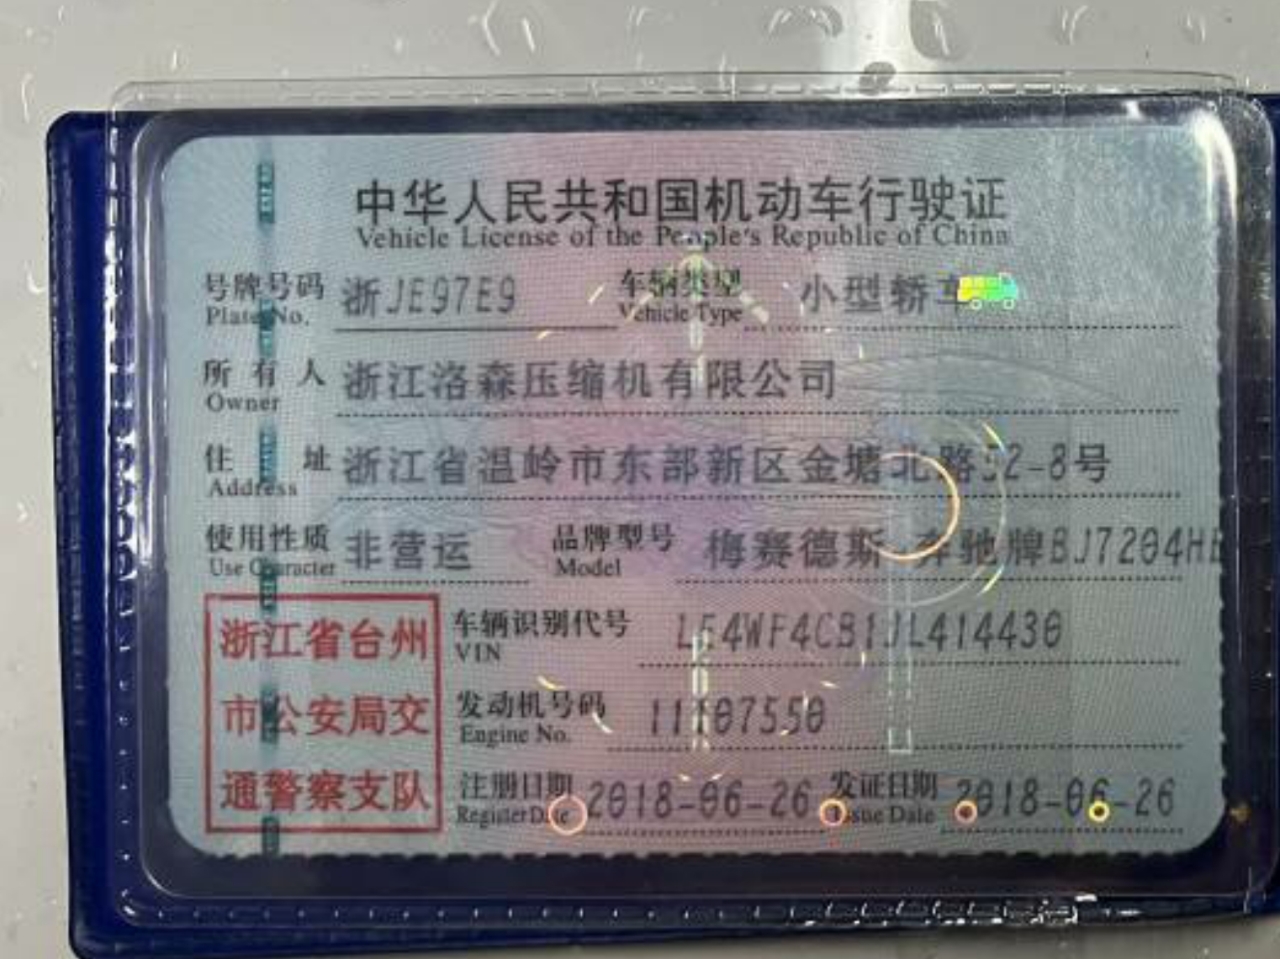 中华人民共和国机动车行驶证
Vehicle License of the People's Republic of China
号牌号码 浙JE97E9 车辆类型 小型轿车
Plate No. Vehicle Type
所有人 浙江洛森压缩机有限公司
Owner
住址 浙江省温岭市东部新区金塘北路52-8号
Address
使用性质 非营运 品牌型号 梅赛德斯-奔驰牌BJ7204H
Use Character Model
浙江省台州 车辆识别代号 LE4WF4CB1JL414430
VIN
市公安局交 发动机号码 11107550
Engine No.
通警察支队 注册日期 2018-06-26 发证日期 2018-06-26
Register Date Issue Date